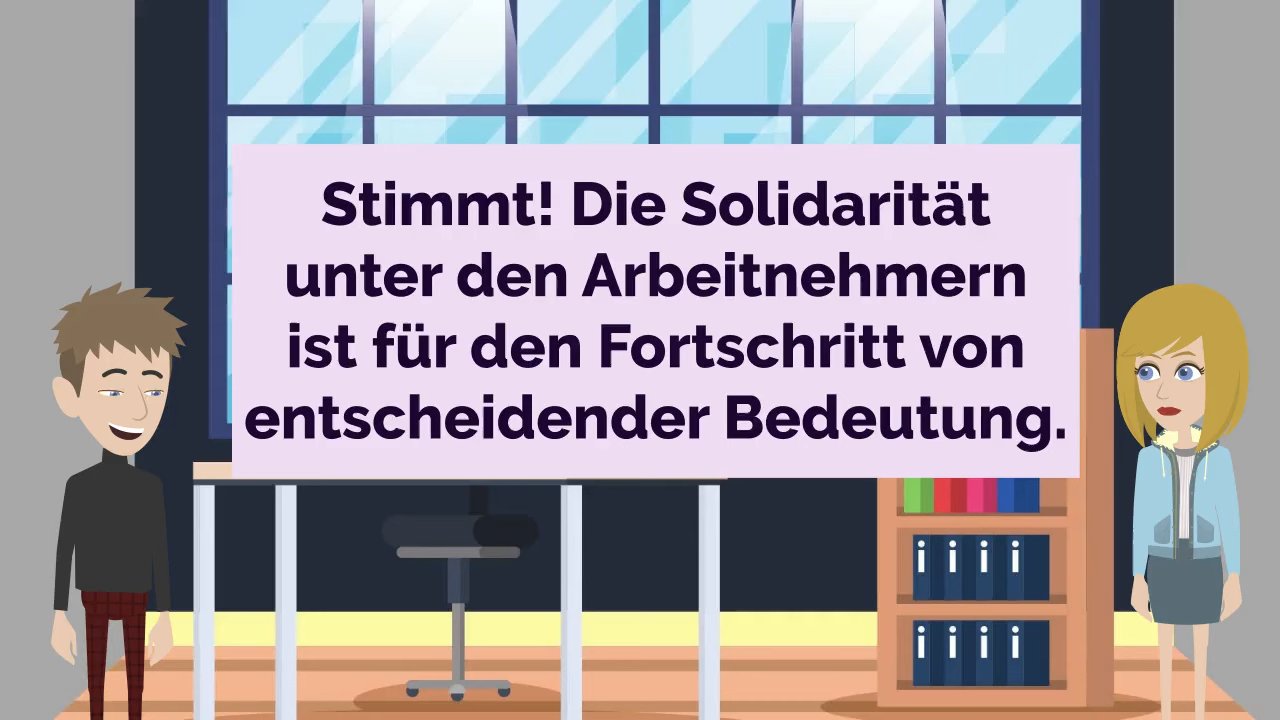 Stimmt! Die Solidarität
unter den Arbeitnehmern
ist für den Fortschritt von
entscheidender Bedeutung.